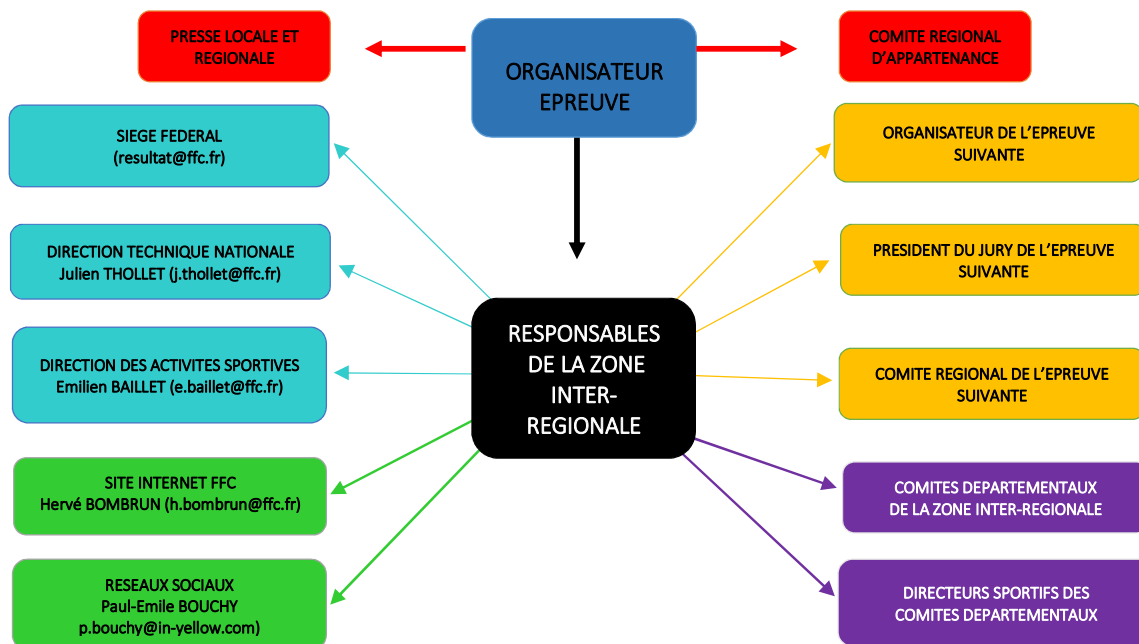 PRESSE LOCALE ET
REGIONALE
ORGANISATEUR
EPREUVE
COMITE REGIONAL
D'APPARTENANCE
SIEGE FEDERAL
(resultat@ffc.fr)
ORGANISATEUR DE L'EPREUVE
SUIVANTE
DIRECTION TECHNIQUE NATIONALE
Julien THOLLET (j.thollet@ffc.fr)
PRESIDENT DU JURY DE L'EPREUVE
SUIVANTE
RESPONSABLES
DE LA ZONE
INTER-
REGIONALE
DIRECTION DES ACTIVITES SPORTIVES
Emilien BAILLET (e.baillet@ffc.fr)
COMITE REGIONAL DE L'EPREUVE
SUIVANTE
SITE INTERNET FFC
Hervé BOMBRUN (h.bombrun@ffc.fr)
COMITES DEPARTEMENTAUX
DE LA ZONE INTER-REGIONALE
RESEAUX SOCIAUX
Paul-Emile BOUCHY
p.bouchy@in-yellow.com)
DIRECTEURS SPORTIFS DES
COMITES DEPARTEMENTAUX